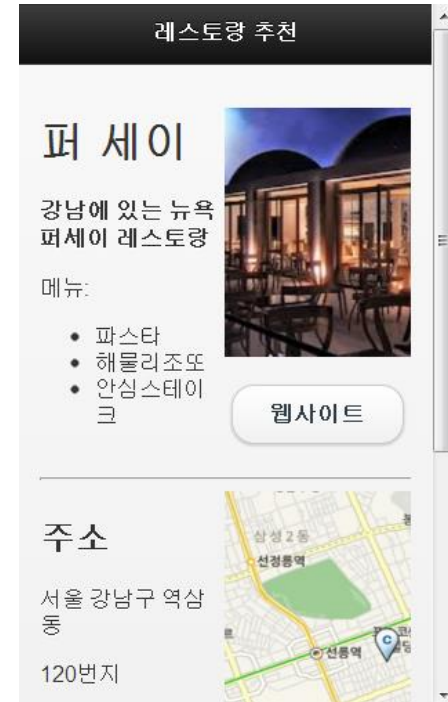 레스토랑 추천
퍼 세이
강남에 있는 뉴욕
퍼세이 레스토랑
메뉴:
• 파스타
• 해물리조또
• 안심스테이
크
웹사이트
주소
서울 강남구 역삼
동
120번지
삼성2동
선정릉역
선릉역
C